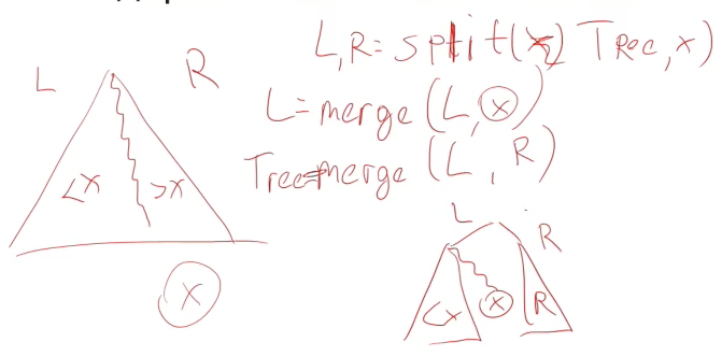 L R
L,R=split(x) Tree,x)
L=merge(L,x)
Tree=merge(L,R)
<x >x
x
L R
<x x R